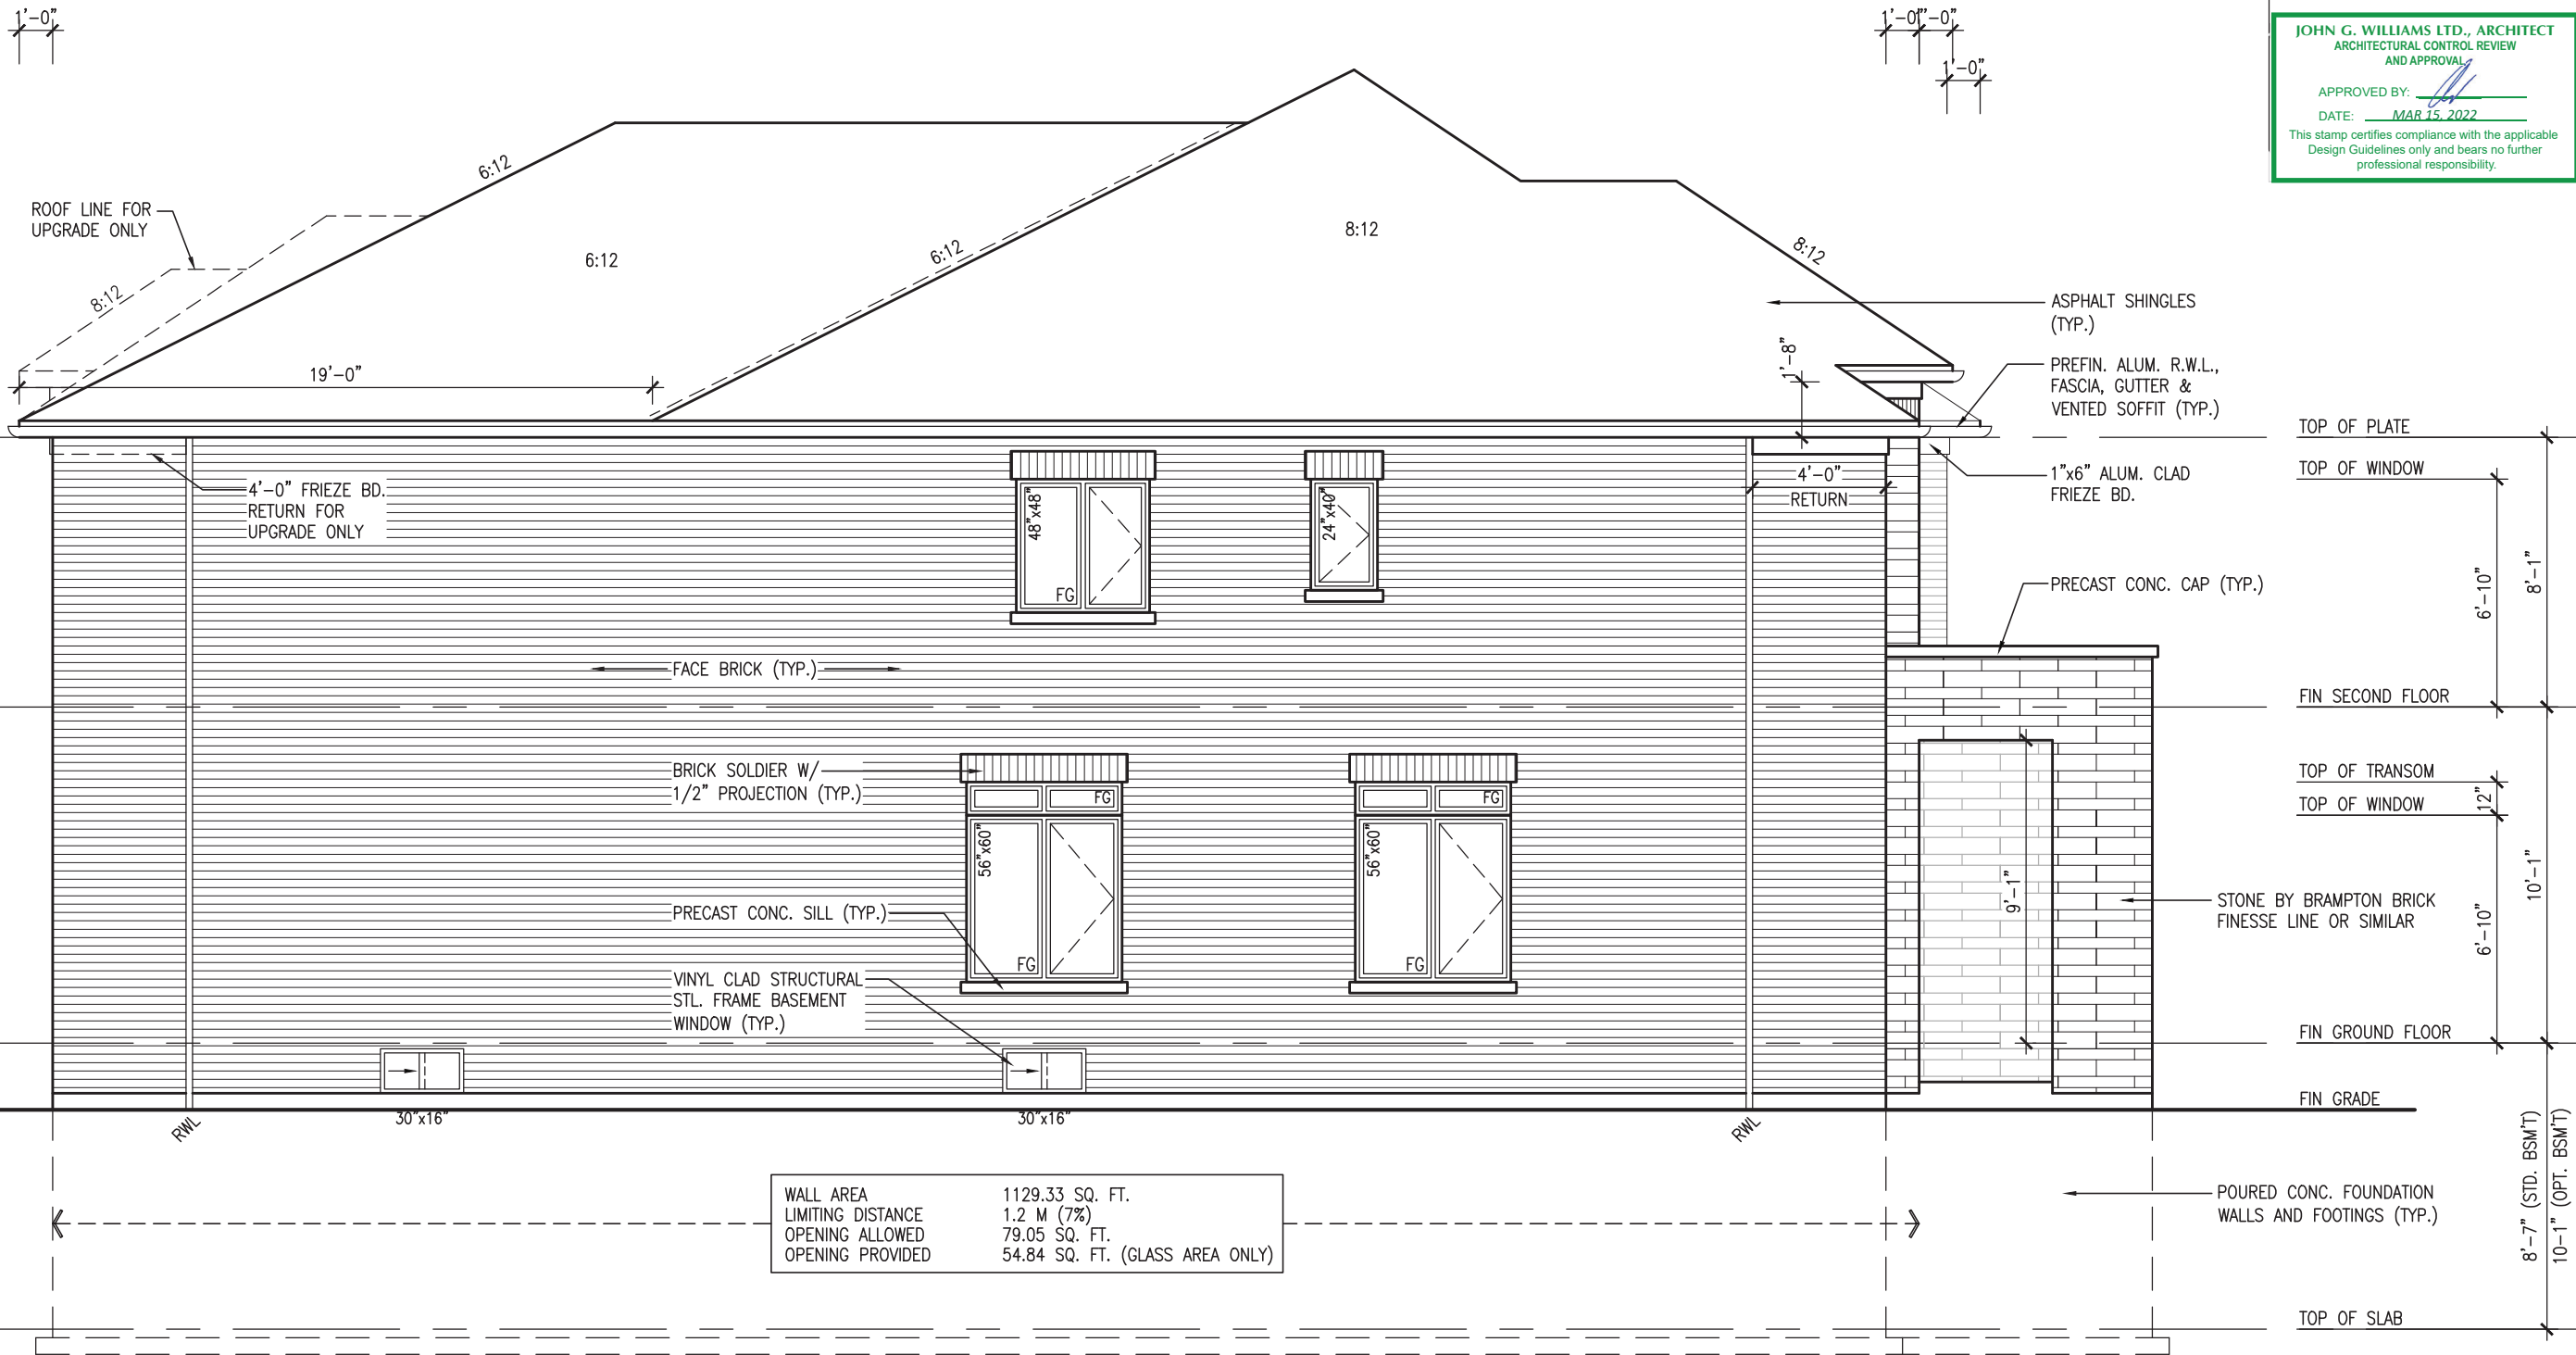 1'-0"
1'-0"
1'-0"
1'-0"
JOHN G. WILLIAMS LTD., ARCHITECT
ARCHITECTURAL CONTROL REVIEW
AND APPROVAL
APPROVED BY:
DATE: MAR 15, 2022
This stamp certifies compliance with the applicable
Design Guidelines only and bears no further
professional responsibility.
ROOF LINE FOR
UPGRADE ONLY
6:12
8:12
6:12
6:12
8:12
8:12
19'-0"
1'-8"
ASPHALT SHINGLES
(TYP.)
PREFIN. ALUM. R.W.L.,
FASCIA, GUTTER &
VENTED SOFFIT (TYP.)
TOP OF PLATE
TOP OF WINDOW
1"x6" ALUM. CLAD
FRIEZE BD.
4'-0" FRIEZE BD.
RETURN FOR
UPGRADE ONLY
48"x48"
FG
24"x40"
4'-0"
RETURN
PRECAST CONC. CAP (TYP.)
6'-10"
8'-1"
FACE BRICK (TYP.)
FIN SECOND FLOOR
BRICK SOLDIER W/
1/2" PROJECTION (TYP.)
FG
56"x60"
FG
FG
56"x60"
FG
TOP OF TRANSOM
TOP OF WINDOW
12"
9'-1"
6'-10"
10'-1"
STONE BY BRAMPTON BRICK
FINESSE LINE OR SIMILAR
PRECAST CONC. SILL (TYP.)
VINYL CLAD STRUCTURAL
STL. FRAME BASEMENT
WINDOW (TYP.)
FIN GROUND FLOOR
FIN GRADE
RWL
30"x16"
30"x16"
RWL
WALL AREA 1129.33 SQ. FT.
LIMITING DISTANCE 1.2 M (7%)
OPENING ALLOWED 79.05 SQ. FT.
OPENING PROVIDED 54.84 SQ. FT. (GLASS AREA ONLY)
POURED CONC. FOUNDATION
WALLS AND FOOTINGS (TYP.)
8'-7" (STD. BSM'T)
10-1" (OPT. BSM'T)
TOP OF SLAB